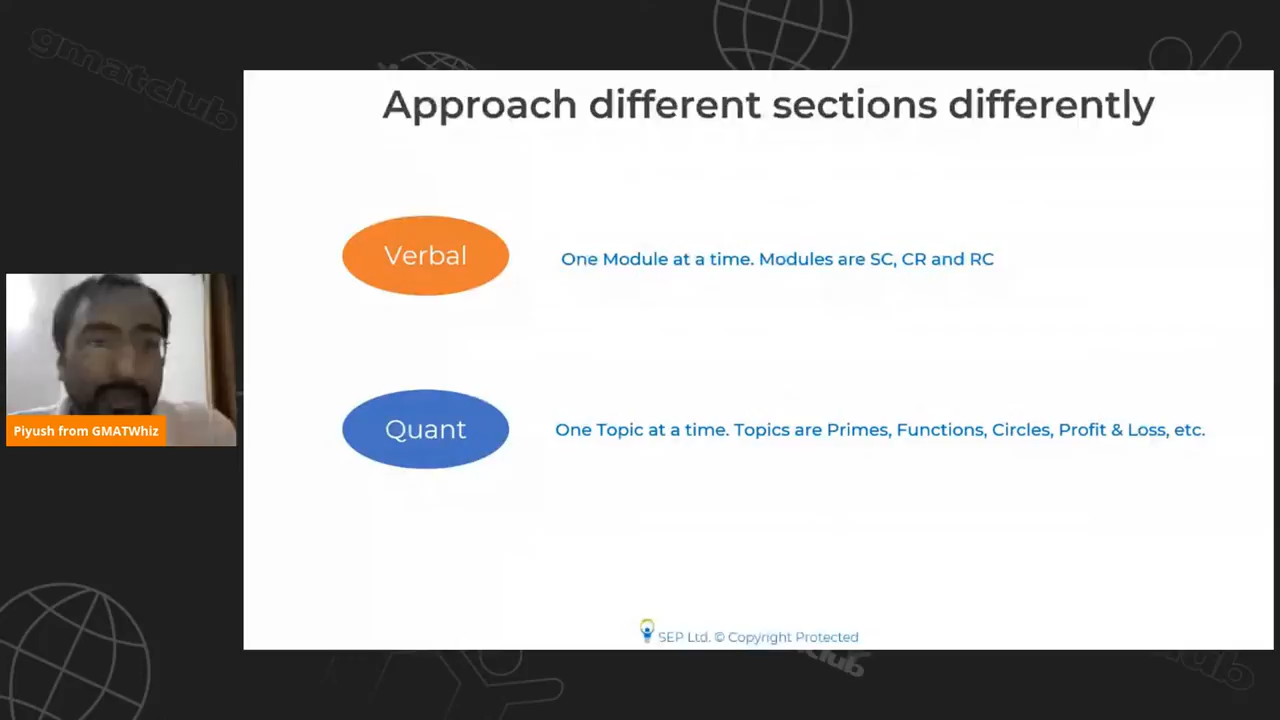 gmatclub
Approach different sections differently
Verbal
One Module at a time. Modules are SC, CR and RC
Piyush from GMATWhiz
Quant
One Topic at a time. Topics are Primes, Functions, Circles, Profit & Loss, etc.
SEP Ltd. © Copyright Protected